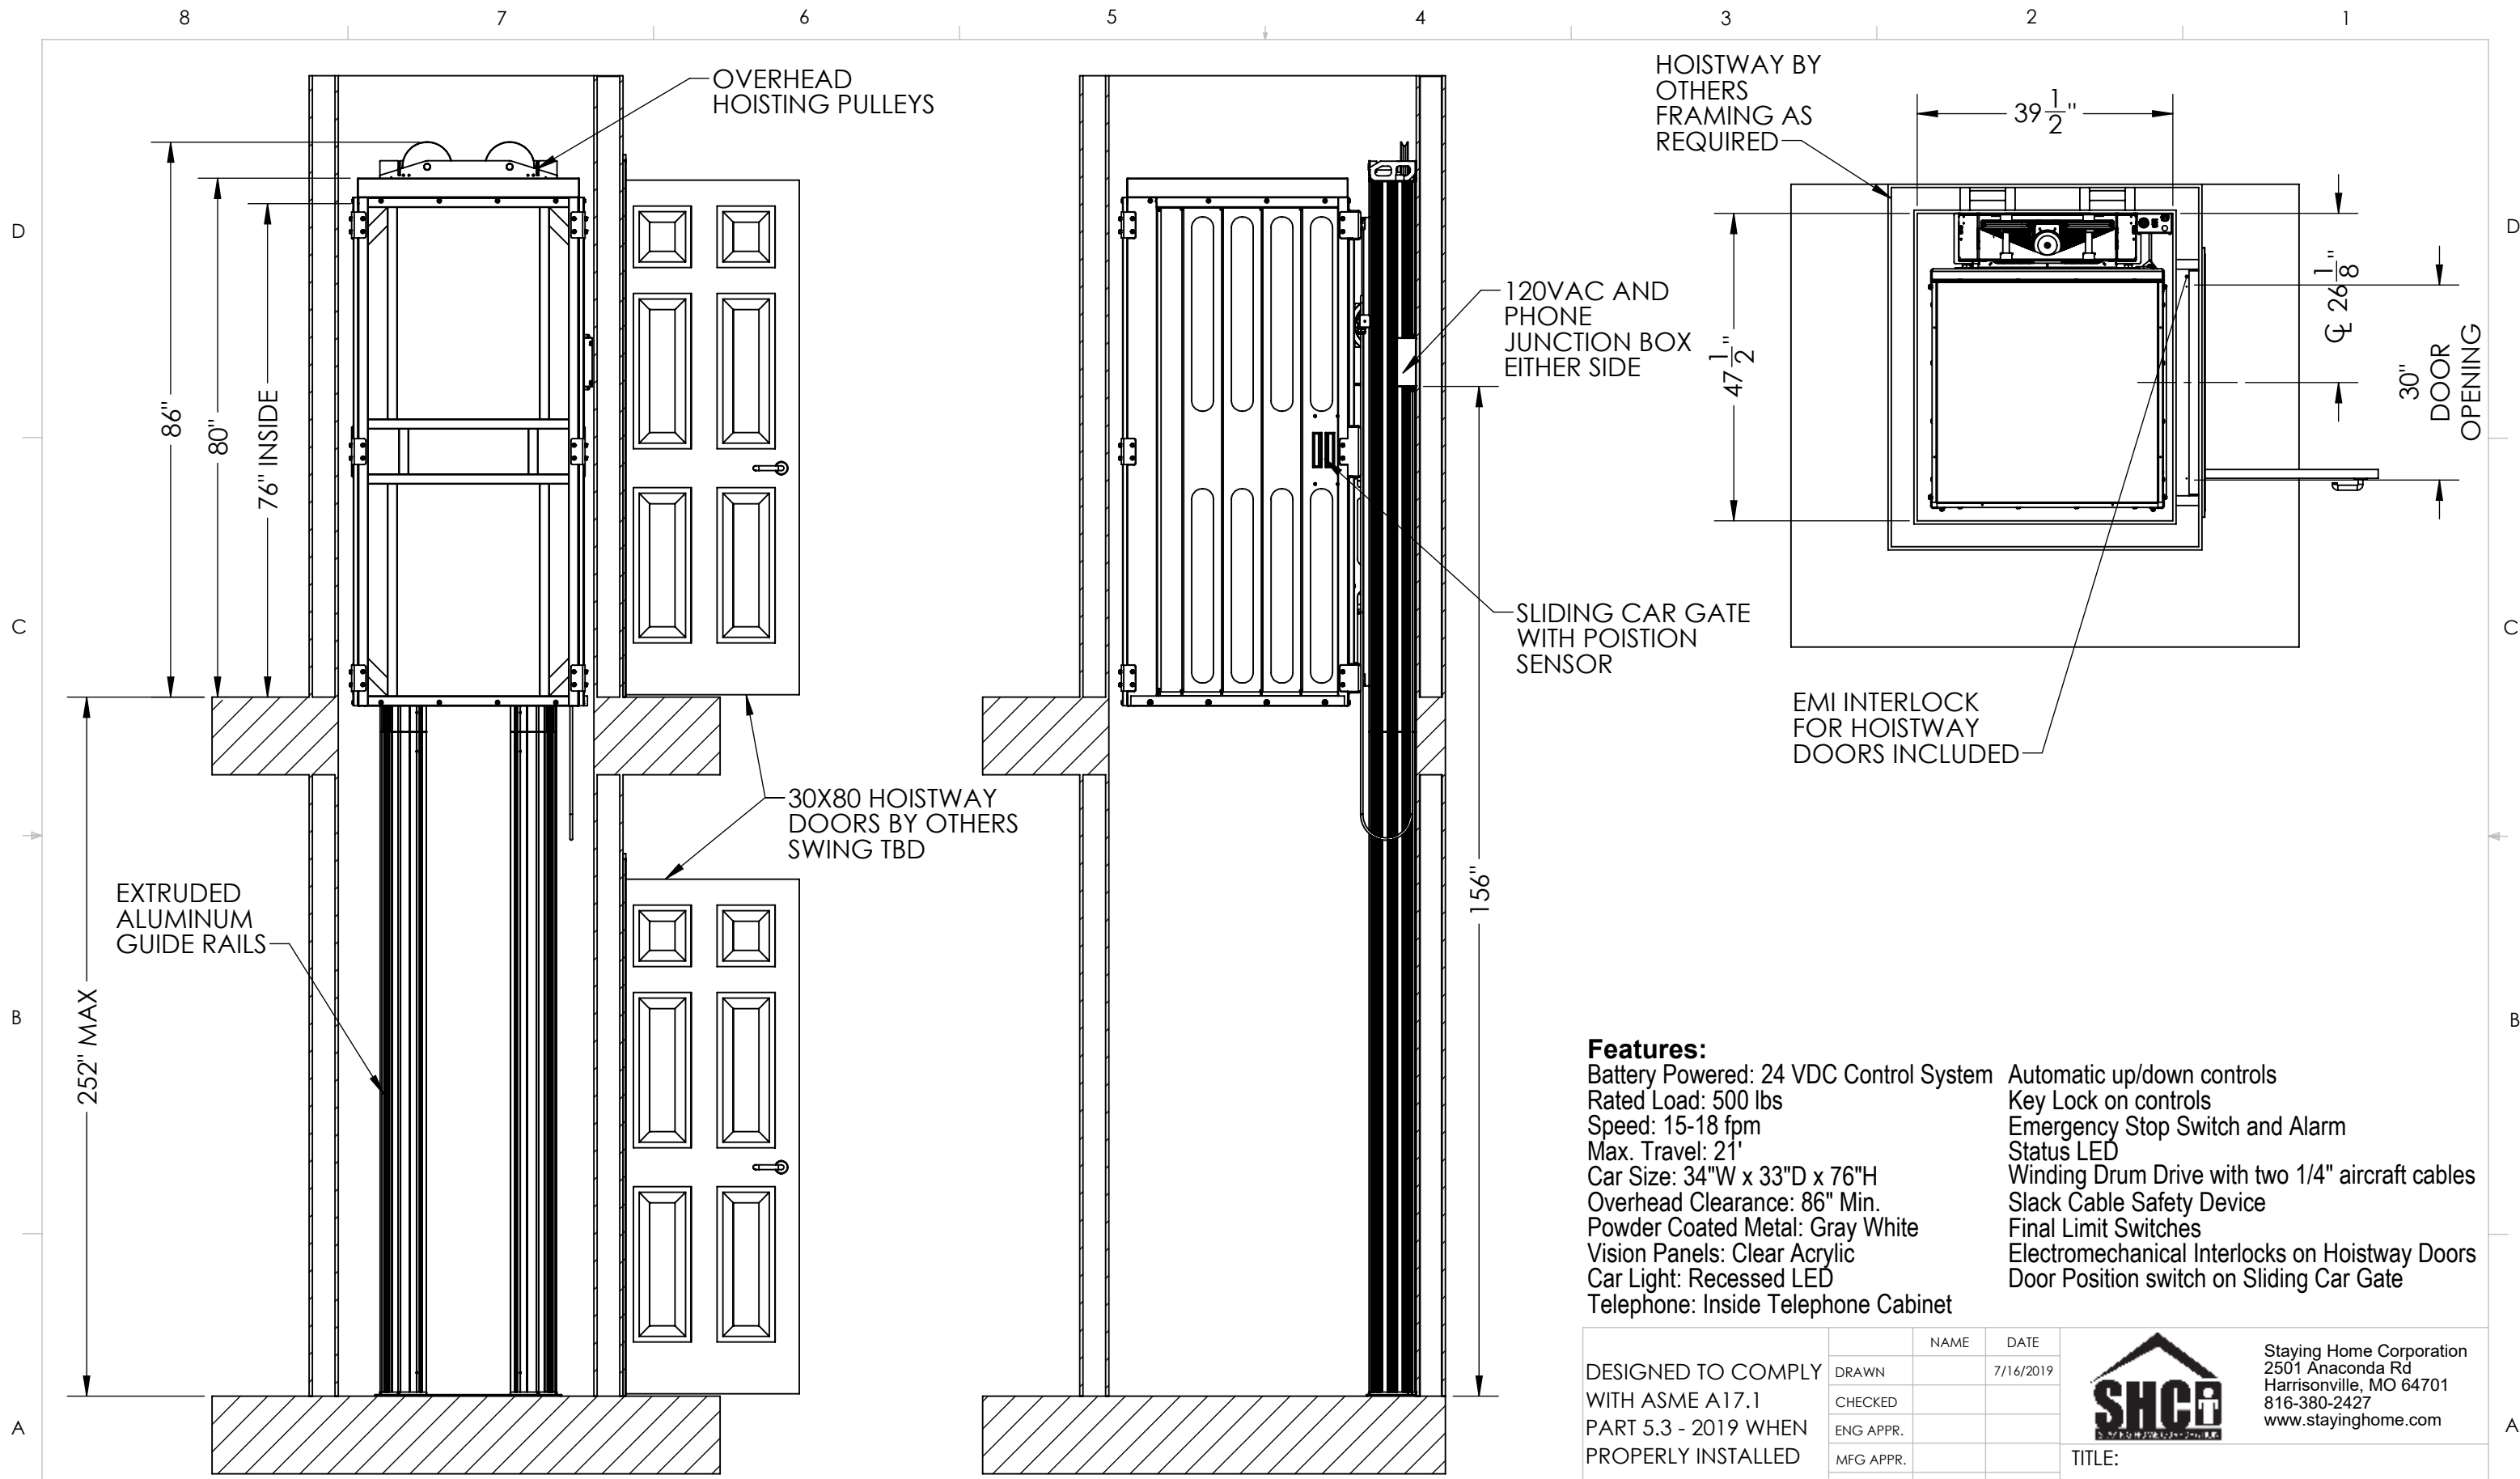 8 7 6 5 4 3 2 1
D
C
B
A
OVERHEAD
HOISTING PULLEYS
86"
80"
76" INSIDE
252" MAX
EXTRUDED
ALUMINUM
GUIDE RAILS
30X80 HOISTWAY
DOORS BY OTHERS
SWING TBD
120VAC AND
PHONE
JUNCTION BOX
EITHER SIDE
SLIDING CAR GATE
WITH POISTION
SENSOR
156"
HOISTWAY BY
OTHERS
FRAMING AS
REQUIRED
39 1/2"
47 1/2"
℄ 26 1/8"
30"
DOOR
OPENING
EMI INTERLOCK
FOR HOISTWAY
DOORS INCLUDED
D
C
B
A
Features:
Battery Powered: 24 VDC Control System
Rated Load: 500 lbs
Speed: 15-18 fpm
Max. Travel: 21'
Car Size: 34"W x 33"D x 76"H
Overhead Clearance: 86" Min.
Powder Coated Metal: Gray White
Vision Panels: Clear Acrylic
Car Light: Recessed LED
Telephone: Inside Telephone Cabinet
Automatic up/down controls
Key Lock on controls
Emergency Stop Switch and Alarm
Status LED
Winding Drum Drive with two 1/4" aircraft cables
Slack Cable Safety Device
Final Limit Switches
Electromechanical Interlocks on Hoistway Doors
Door Position switch on Sliding Car Gate
DESIGNED TO COMPLY
WITH ASME A17.1
PART 5.3 - 2019 WHEN
PROPERLY INSTALLED
NAME DATE
DRAWN 7/16/2019
CHECKED
ENG APPR.
MFG APPR.
SHC
STAYING HOME CORPORATION
Staying Home Corporation
2501 Anaconda Rd
Harrisonville, MO 64701
816-380-2427
www.stayinghome.com
TITLE: